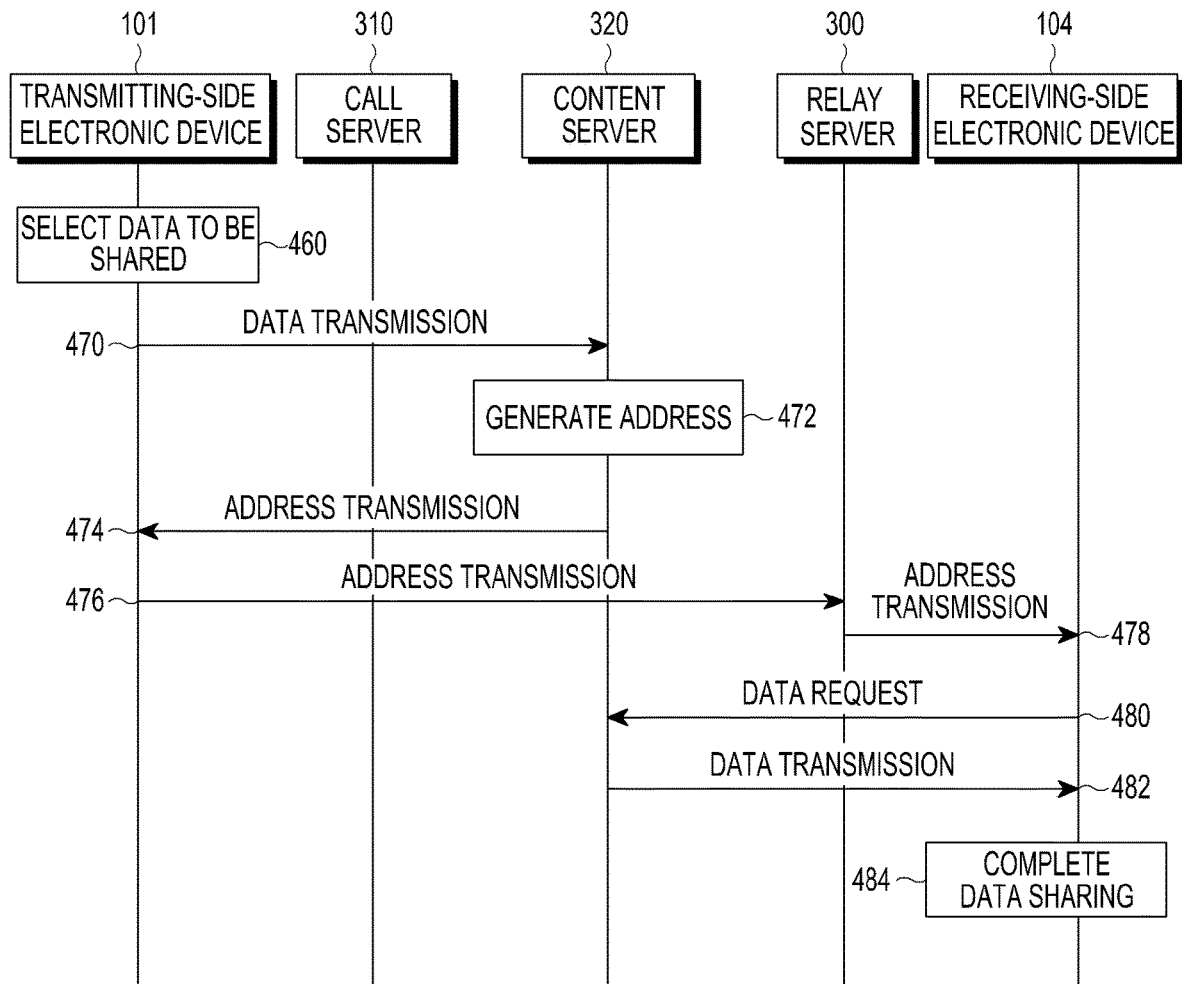 101
310
320
300
104
TRANSMITTING-SIDE
ELECTRONIC DEVICE
CALL
SERVER
CONTENT
SERVER
RELAY
SERVER
RECEIVING-SIDE
ELECTRONIC DEVICE
SELECT DATA TO BE
SHARED
460
DATA TRANSMISSION
470
GENERATE ADDRESS
472
ADDRESS TRANSMISSION
474
ADDRESS TRANSMISSION
476
ADDRESS
TRANSMISSION
478
DATA REQUEST
480
DATA TRANSMISSION
482
484
COMPLETE
DATA SHARING